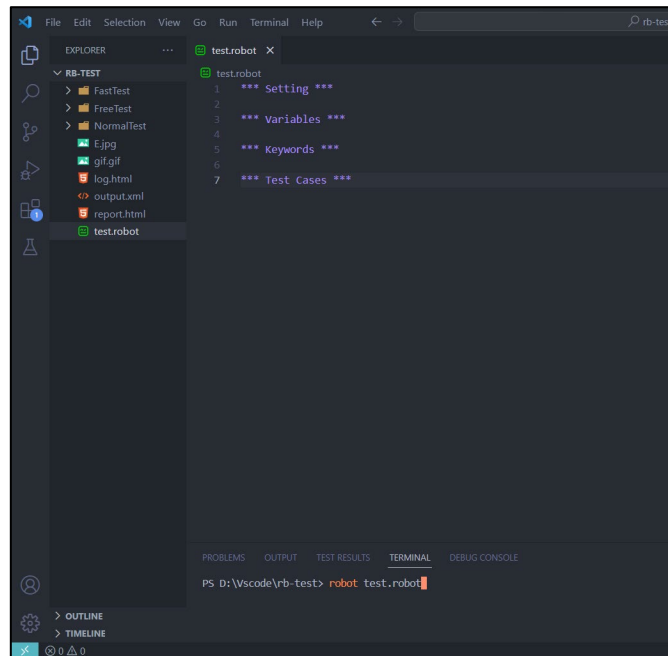 File Edit Selection View Go Run Terminal Help ← → rb-tes
EXPLORER ...
test.robot
RB-TEST
test.robot
FastTest
1 *** Setting ***
FreeTest
2
NormalTest
3 *** Variables ***
E.jpg
4
gif.gif
5 *** Keywords ***
log.html
6
output.xml
7 *** Test Cases ***
report.html
test.robot
1
PROBLEMS OUTPUT TEST RESULTS TERMINAL DEBUG CONSOLE
PS D:\Vscode\rb-test> robot test.robot
OUTLINE
TIMELINE
0 0